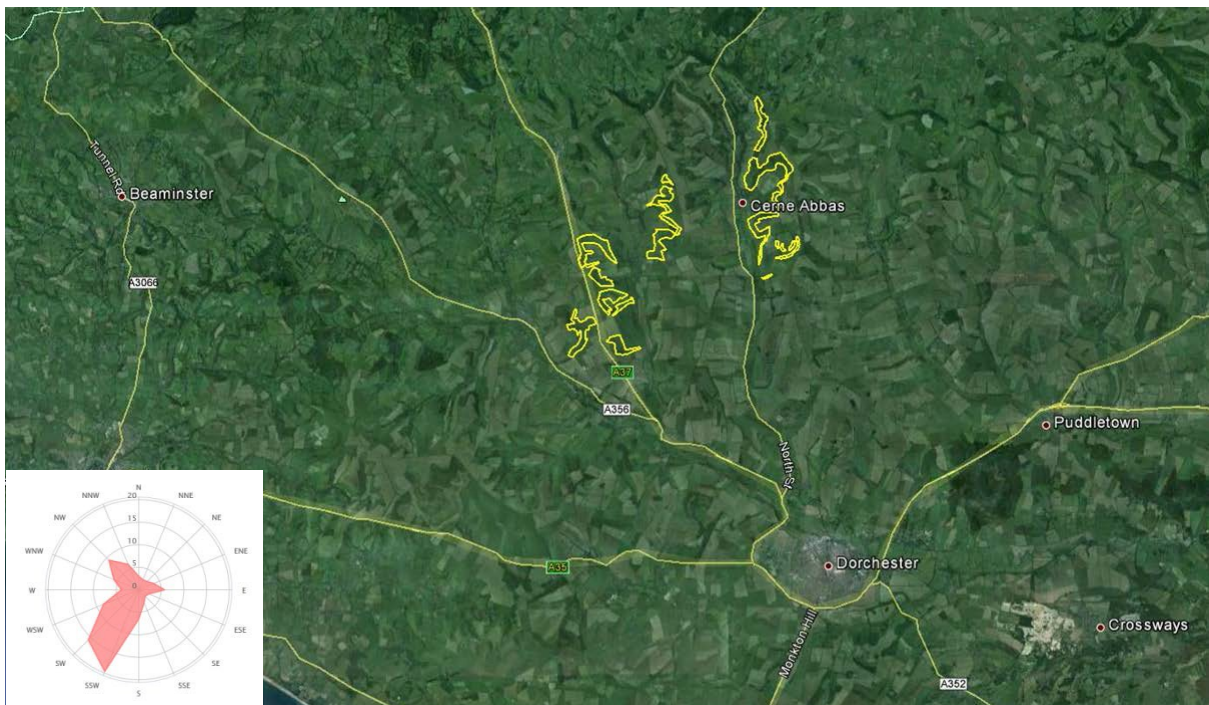 Tunnel Rd
Beaminster
Cerne Abbas
A3066
A37
A356
Puddletown
North St
A35
Dorchester
Monkton Hill
Crossways
A352
N
20
NNW
NNE
15
NW
NE
10
WNW
ENE
5
0
W
E
WSW
ESE
SW
SE
SSW
SSE
S